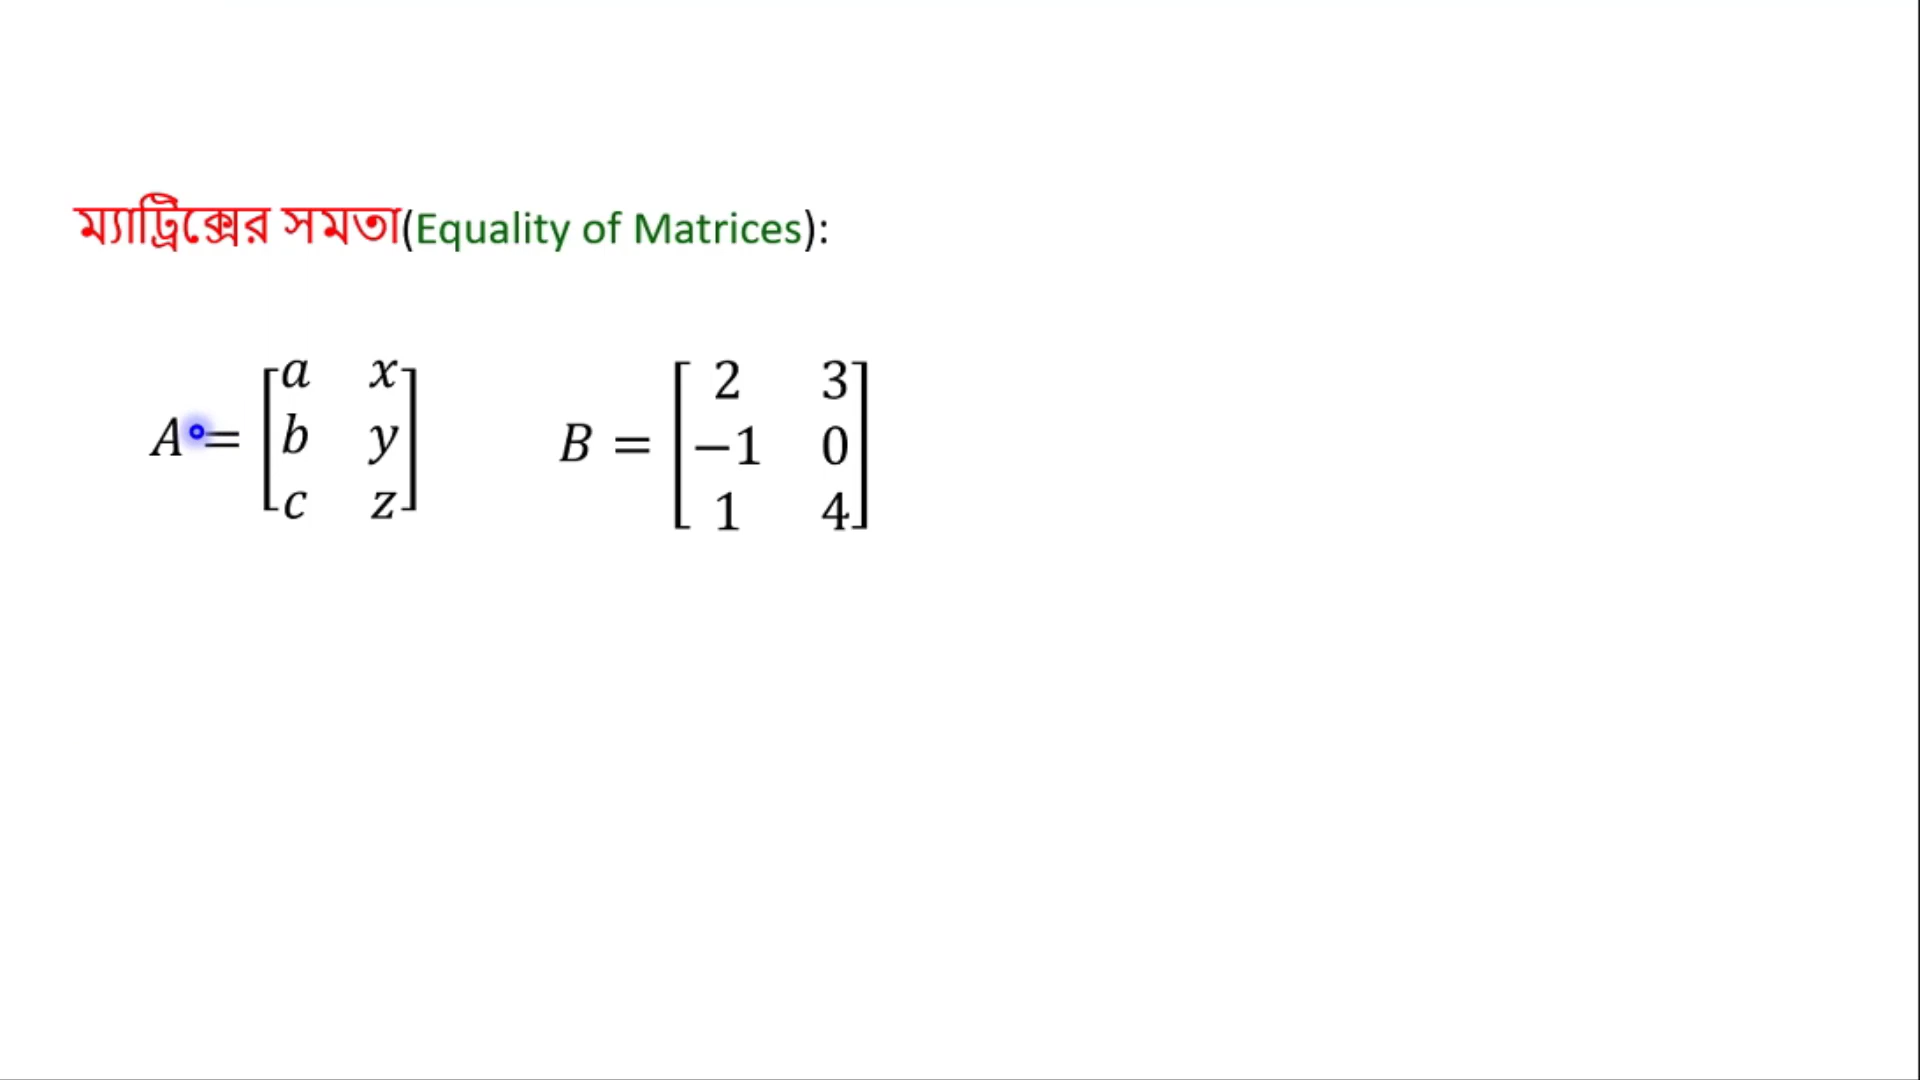 ম্যাট্রিক্সের সমতা(Equality of Matrices):
A = [a x
b y
c z]
B = [2 3
−1 0
1 4]